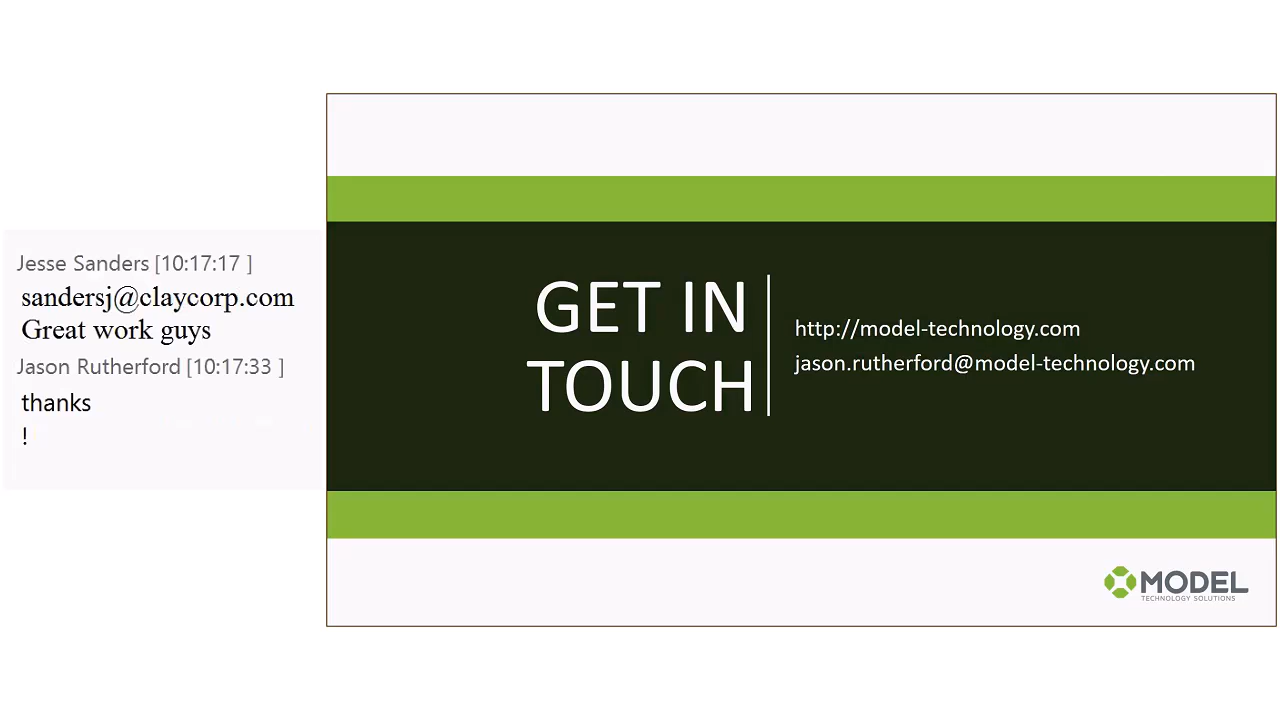 Jesse Sanders [10:17:17 ]
sandersj@claycorp.com
Great work guys
Jason Rutherford [10:17:33 ]
thanks
!
GET IN
TOUCH
http://model-technology.com
jason.rutherford@model-technology.com
MODEL
TECHNOLOGY SOLUTIONS